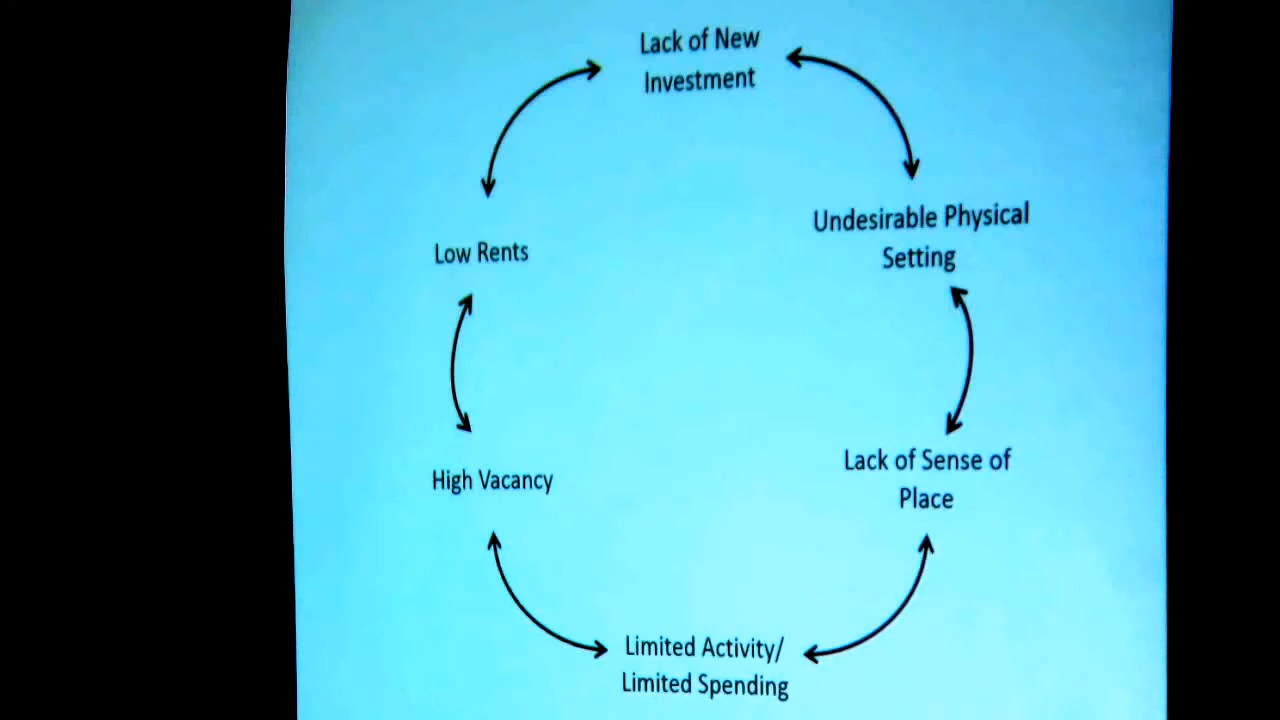 Lack of New
Investment
Undesirable Physical
Setting
Low Rents
Lack of Sense of
Place
High Vacancy
Limited Activity/
Limited Spending